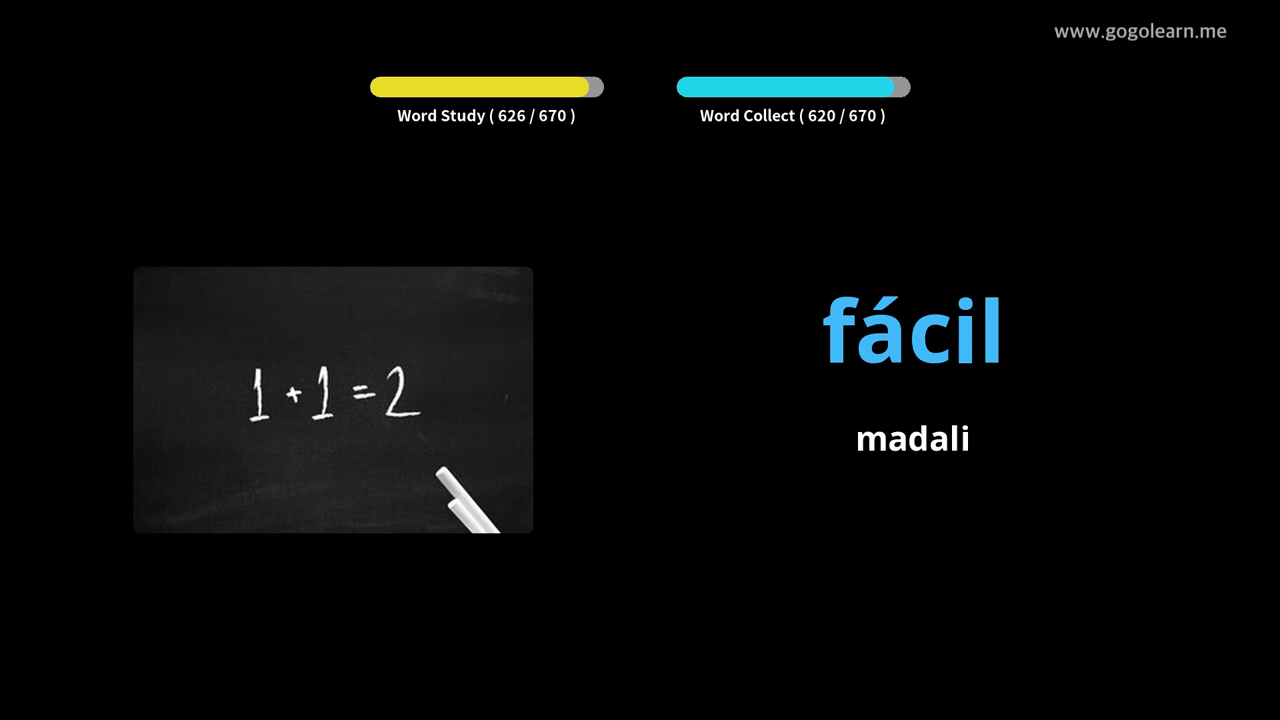 www.gogolearn.me
Word Study ( 626 / 670 )
Word Collect ( 620 / 670 )
1 + 1 = 2
fácil
madali